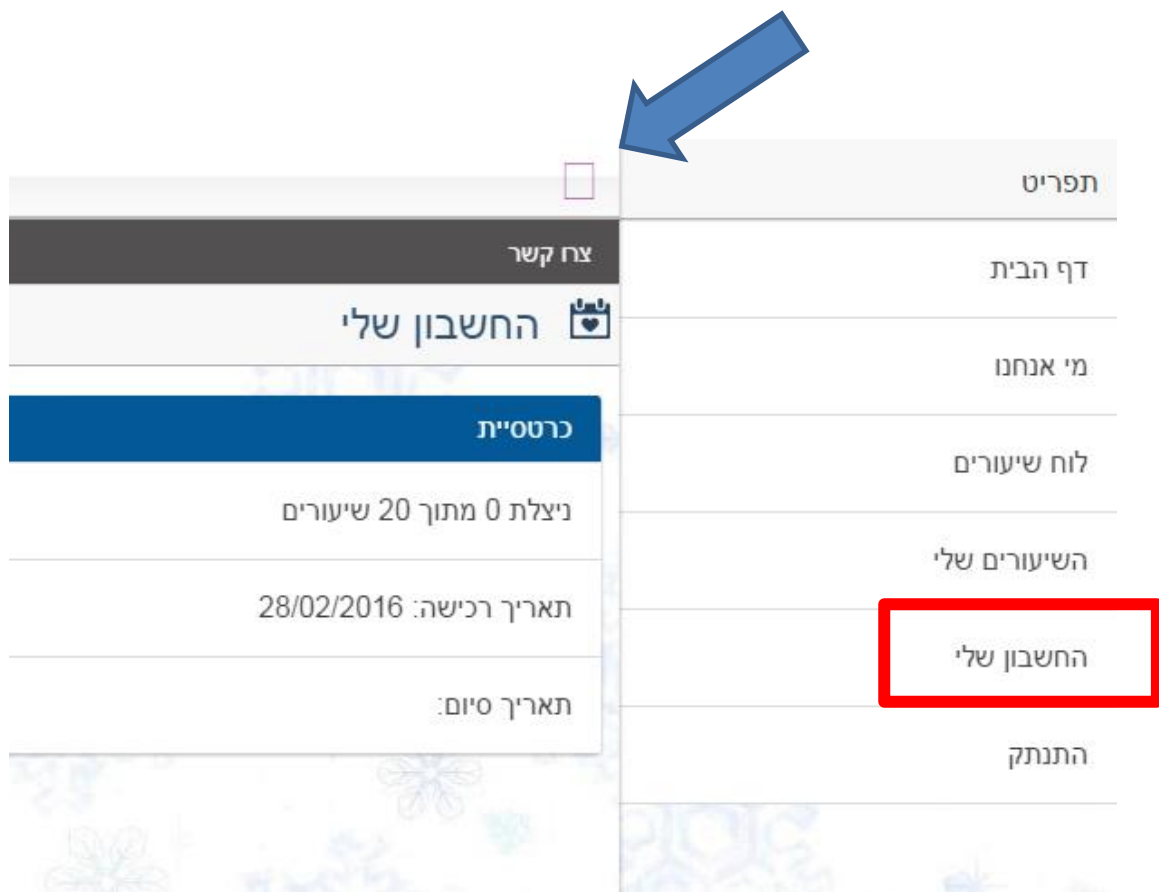 תפריט
דף הבית
מי אנחנו
לוח שיעורים
השיעורים שלי
החשבון שלי
התנתק
צרו קשר
החשבון שלי
כרטסיית
ניצלת 0 מתוך 20 שיעורים
תאריך רכישה: 28/02/2016
תאריך סיום: